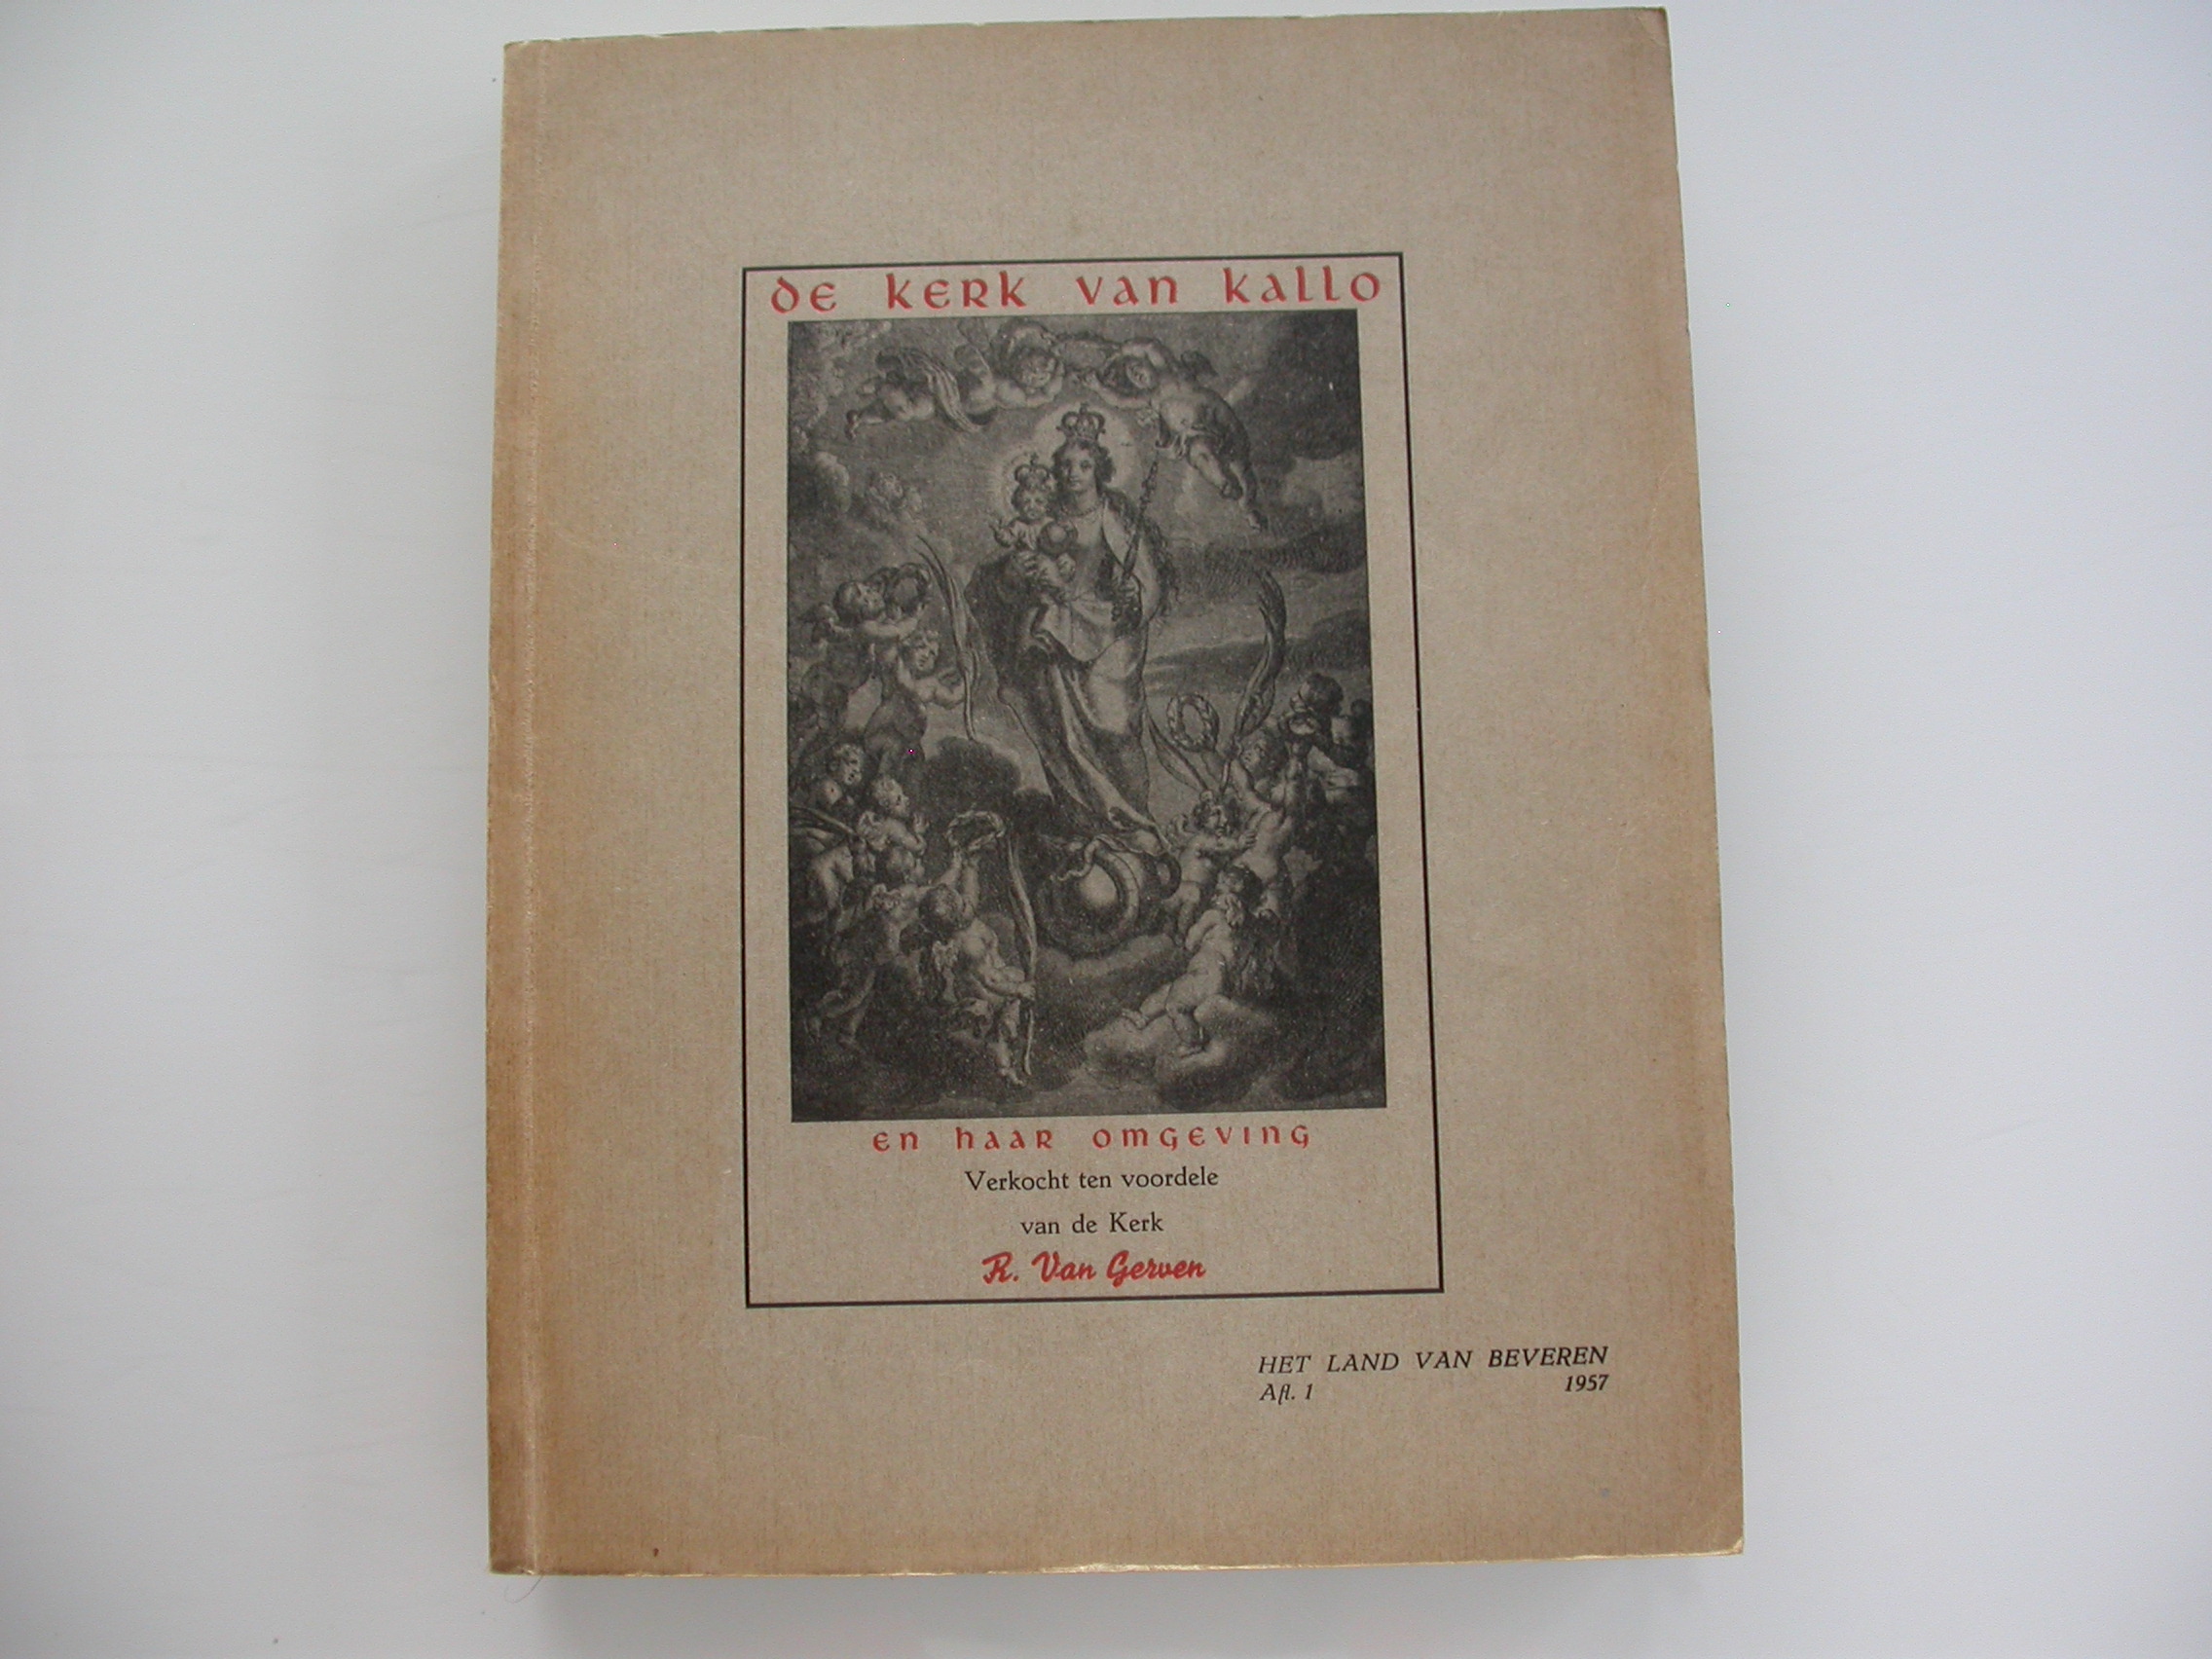 de kerk van kallo
en haar omgeving
Verkocht ten voordele
van de Kerk
R. Van Gerven
HET LAND VAN BEVEREN
Afl. 1 1957